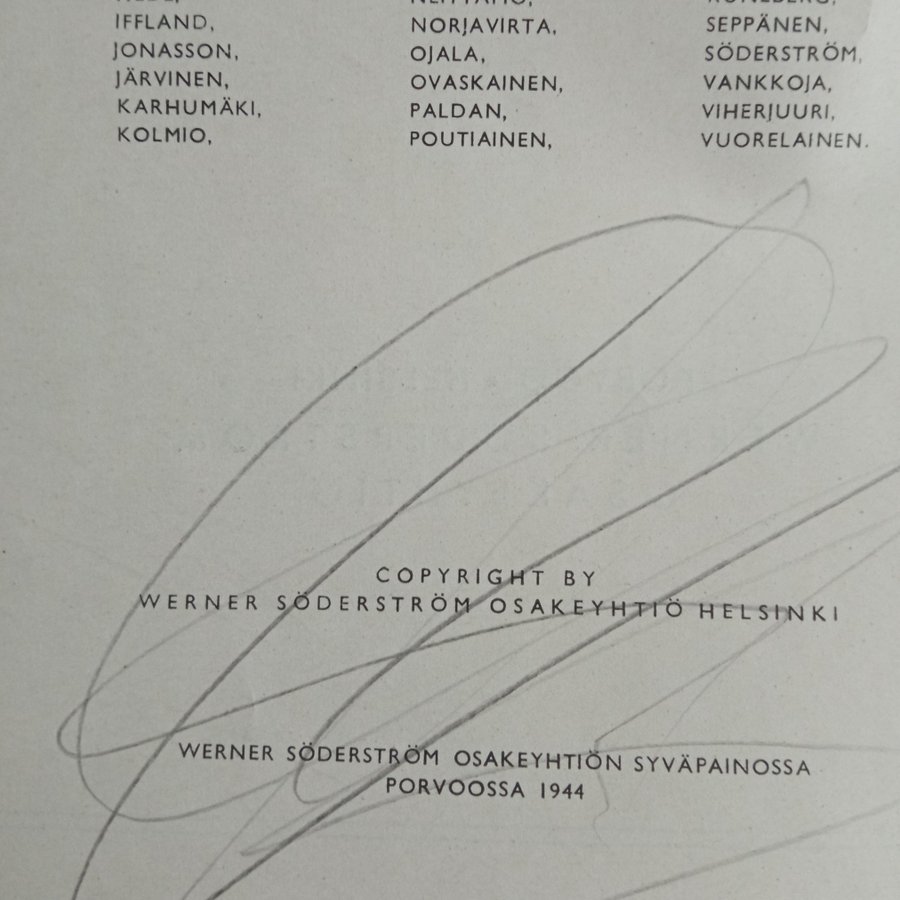 IFFLAND,
JONASSON,
JÄRVINEN,
KARHUMÄKI,
KOLMIO,
NORJAVIRTA,
OJALA,
OVASKAINEN,
PALDAN,
POUTIAINEN,
SEPPÄNEN,
SÖDERSTRÖM,
VANKKOJA,
VIHERJUURI,
VUORELAINEN.
COPYRIGHT BY
WERNER SÖDERSTRÖM OSAKEYHTIÖ HELSINKI
WERNER SÖDERSTRÖM OSAKEYHTIÖN SYVÄPAINOSSA
PORVOOSSA 1944